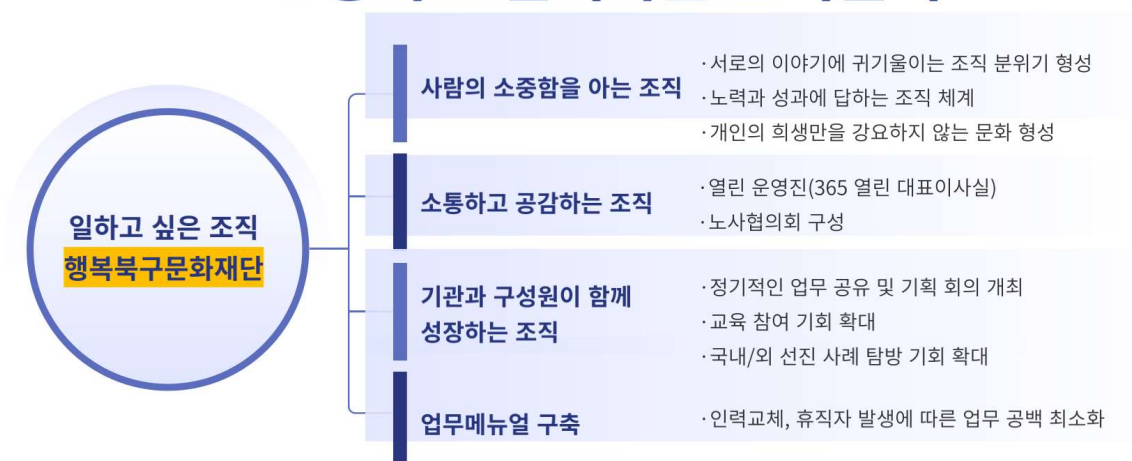 일하고 싶은 조직
행복북구문화재단
사람의 소중함을 아는 조직
·서로의 이야기에 귀기울이는 조직 분위기 형성
·노력과 성과에 답하는 조직 체계
·개인의 희생만을 강요하지 않는 문화 형성
소통하고 공감하는 조직
·열린 운영진(365 열린 대표이사실)
·노사협의회 구성
기관과 구성원이 함께
성장하는 조직
·정기적인 업무 공유 및 기획 회의 개최
·교육 참여 기회 확대
·국내/외 선진 사례 탐방 기회 확대
업무메뉴얼 구축
·인력교체, 휴직자 발생에 따른 업무 공백 최소화